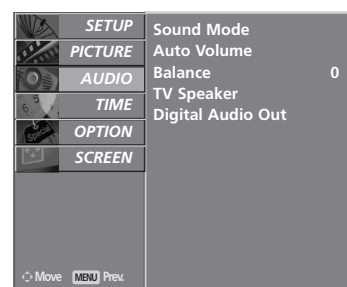 SETUP
PICTURE
AUDIO
TIME
OPTION
SCREEN
Move MENU Prev.
Sound Mode
Auto Volume
Balance 0
TV Speaker
Digital Audio Out